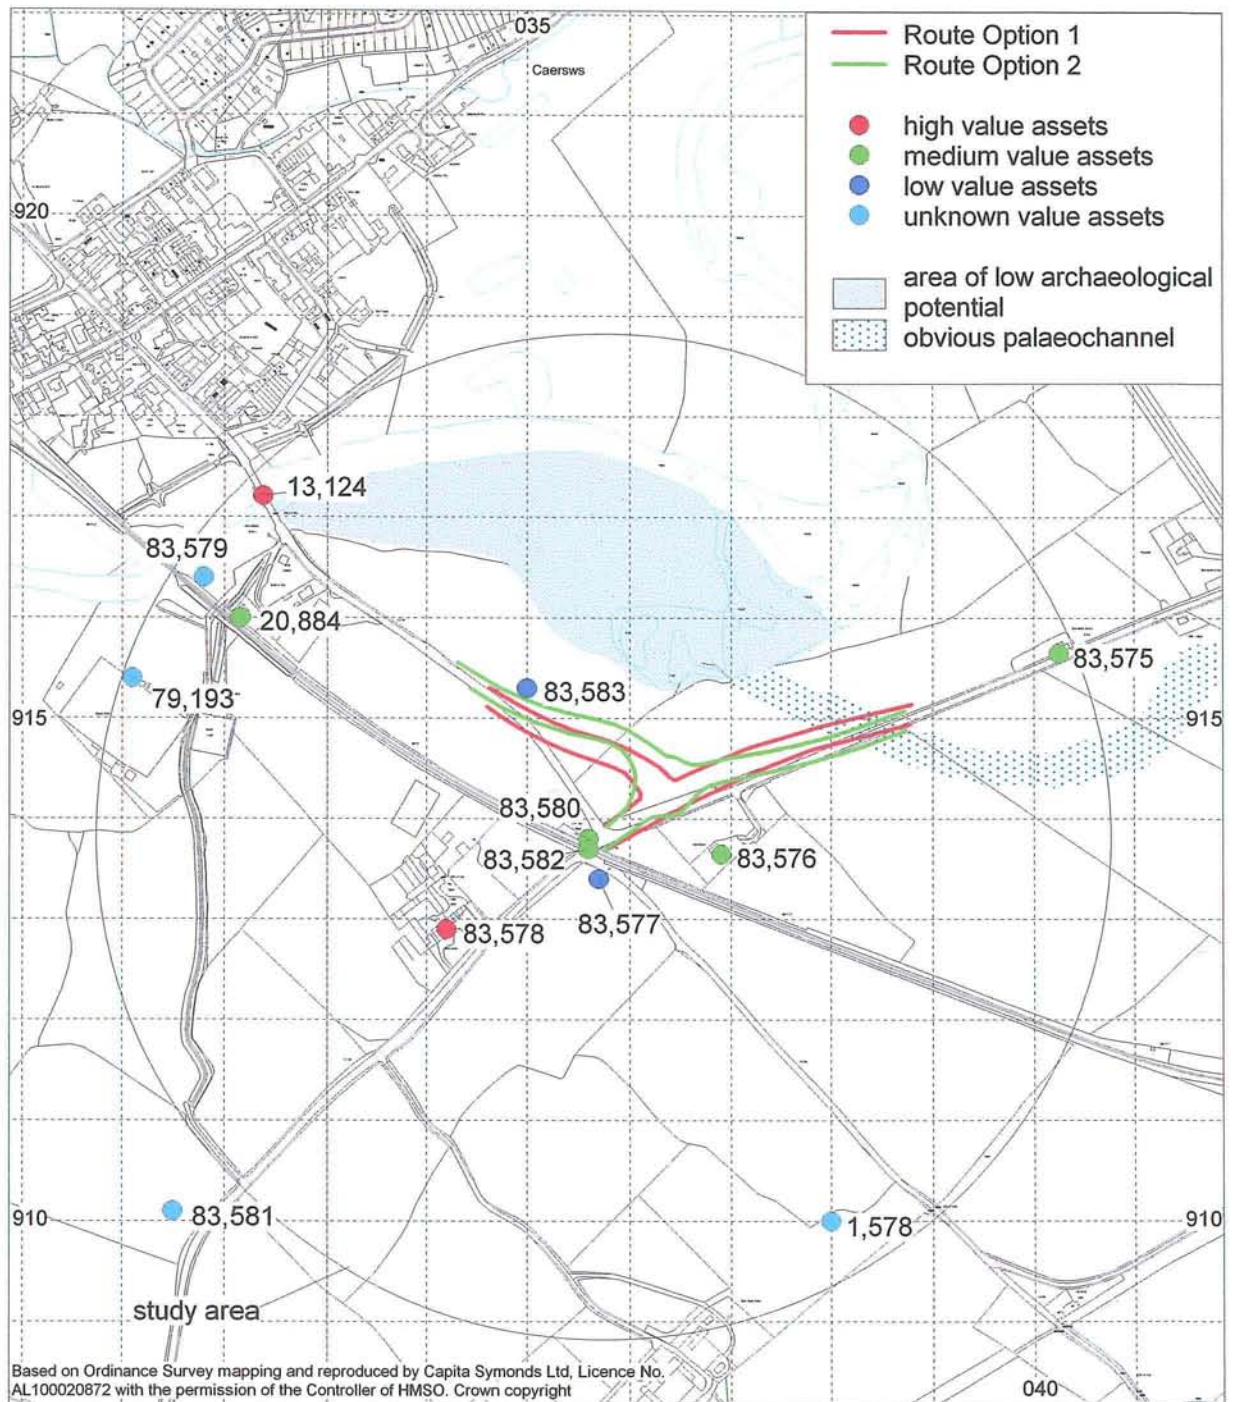 035
Caersws
Route Option 1
Route Option 2
high value assets
medium value assets
low value assets
unknown value assets
area of low archaeological
potential
obvious palaeochannel
920
13,124
83,579
20,884
79,193
83,583
83,575
915
915
83,580
83,582
83,576
83,577
83,578
83,581
1,578
910
910
study area
Based on Ordinance Survey mapping and reproduced by Capita Symonds Ltd, Licence No.
AL100020872 with the permission of the Controller of HMSO. Crown copyright
040